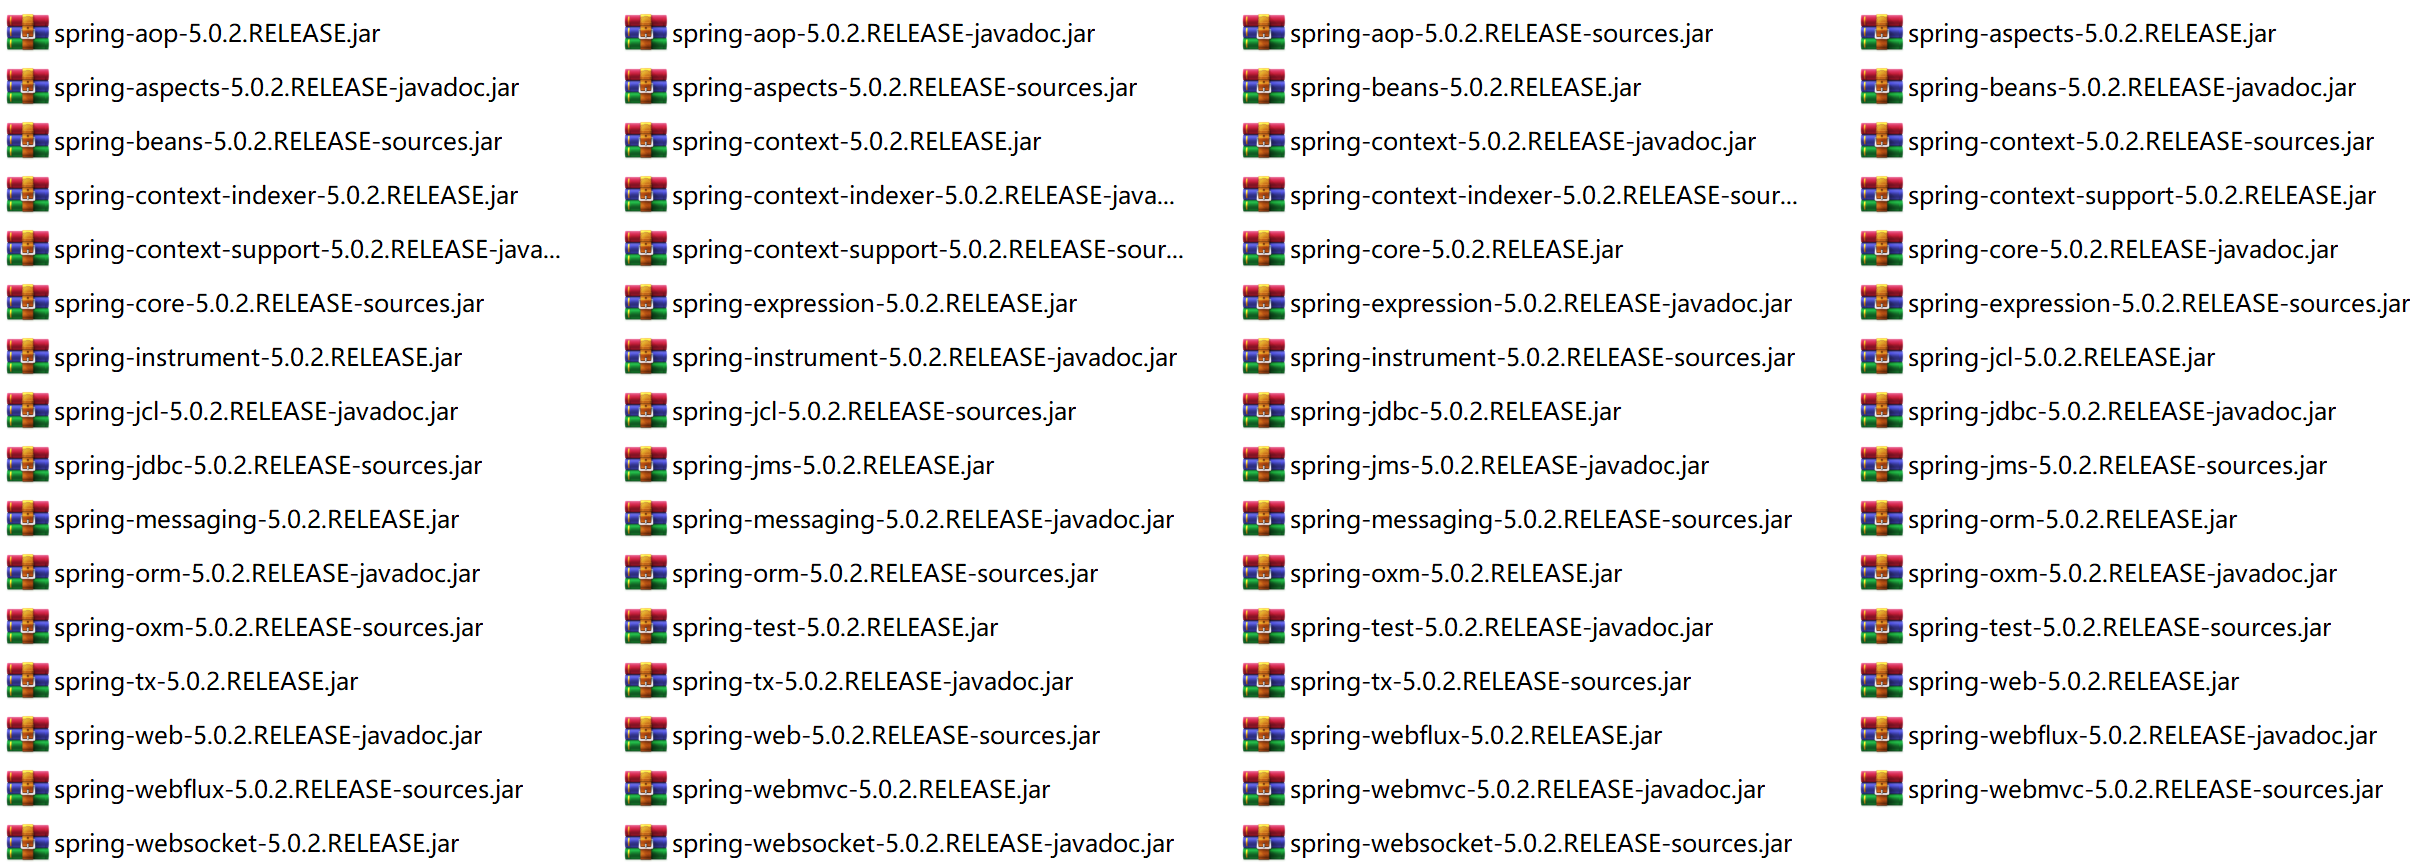 spring-aop-5.0.2.RELEASE.jar
spring-aop-5.0.2.RELEASE-javadoc.jar
spring-aop-5.0.2.RELEASE-sources.jar
spring-aspects-5.0.2.RELEASE.jar
spring-aspects-5.0.2.RELEASE-javadoc.jar
spring-aspects-5.0.2.RELEASE-sources.jar
spring-beans-5.0.2.RELEASE.jar
spring-beans-5.0.2.RELEASE-javadoc.jar
spring-beans-5.0.2.RELEASE-sources.jar
spring-context-5.0.2.RELEASE.jar
spring-context-5.0.2.RELEASE-javadoc.jar
spring-context-5.0.2.RELEASE-sources.jar
spring-context-indexer-5.0.2.RELEASE.jar
spring-context-indexer-5.0.2.RELEASE-java...
spring-context-indexer-5.0.2.RELEASE-sour...
spring-context-support-5.0.2.RELEASE.jar
spring-context-support-5.0.2.RELEASE-java...
spring-context-support-5.0.2.RELEASE-sour...
spring-core-5.0.2.RELEASE.jar
spring-core-5.0.2.RELEASE-javadoc.jar
spring-core-5.0.2.RELEASE-sources.jar
spring-expression-5.0.2.RELEASE.jar
spring-expression-5.0.2.RELEASE-javadoc.jar
spring-expression-5.0.2.RELEASE-sources.jar
spring-instrument-5.0.2.RELEASE.jar
spring-instrument-5.0.2.RELEASE-javadoc.jar
spring-instrument-5.0.2.RELEASE-sources.jar
spring-jcl-5.0.2.RELEASE.jar
spring-jcl-5.0.2.RELEASE-javadoc.jar
spring-jcl-5.0.2.RELEASE-sources.jar
spring-jdbc-5.0.2.RELEASE.jar
spring-jdbc-5.0.2.RELEASE-javadoc.jar
spring-jdbc-5.0.2.RELEASE-sources.jar
spring-jms-5.0.2.RELEASE.jar
spring-jms-5.0.2.RELEASE-javadoc.jar
spring-jms-5.0.2.RELEASE-sources.jar
spring-messaging-5.0.2.RELEASE.jar
spring-messaging-5.0.2.RELEASE-javadoc.jar
spring-messaging-5.0.2.RELEASE-sources.jar
spring-orm-5.0.2.RELEASE.jar
spring-orm-5.0.2.RELEASE-javadoc.jar
spring-orm-5.0.2.RELEASE-sources.jar
spring-oxm-5.0.2.RELEASE.jar
spring-oxm-5.0.2.RELEASE-javadoc.jar
spring-oxm-5.0.2.RELEASE-sources.jar
spring-test-5.0.2.RELEASE.jar
spring-test-5.0.2.RELEASE-javadoc.jar
spring-test-5.0.2.RELEASE-sources.jar
spring-tx-5.0.2.RELEASE.jar
spring-tx-5.0.2.RELEASE-javadoc.jar
spring-tx-5.0.2.RELEASE-sources.jar
spring-web-5.0.2.RELEASE.jar
spring-web-5.0.2.RELEASE-javadoc.jar
spring-web-5.0.2.RELEASE-sources.jar
spring-webflux-5.0.2.RELEASE.jar
spring-webflux-5.0.2.RELEASE-javadoc.jar
spring-webflux-5.0.2.RELEASE-sources.jar
spring-webmvc-5.0.2.RELEASE.jar
spring-webmvc-5.0.2.RELEASE-javadoc.jar
spring-webmvc-5.0.2.RELEASE-sources.jar
spring-websocket-5.0.2.RELEASE.jar
spring-websocket-5.0.2.RELEASE-javadoc.jar
spring-websocket-5.0.2.RELEASE-sources.jar